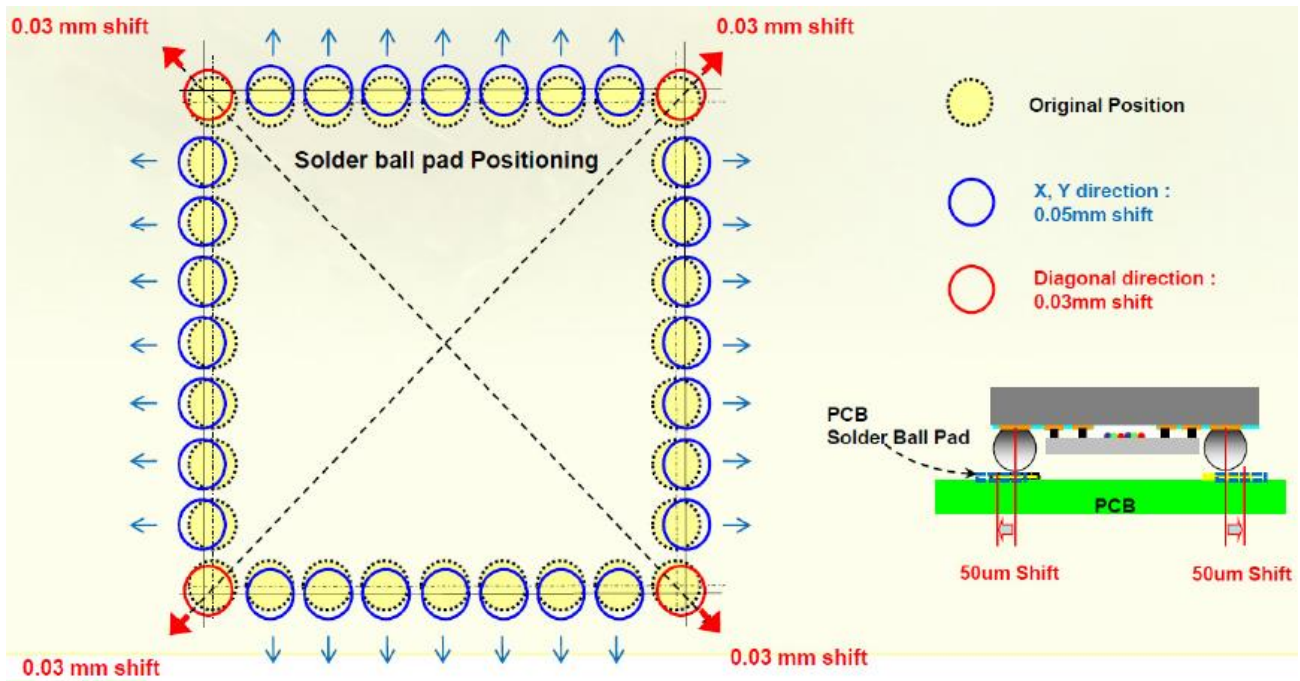 0.03 mm shift
0.03 mm shift
Original Position
Solder ball pad Positioning
X, Y direction :
0.05mm shift
Diagonal direction :
0.03mm shift
PCB
Solder Ball Pad
PCB
50um Shift
50um Shift
0.03 mm shift
0.03 mm shift